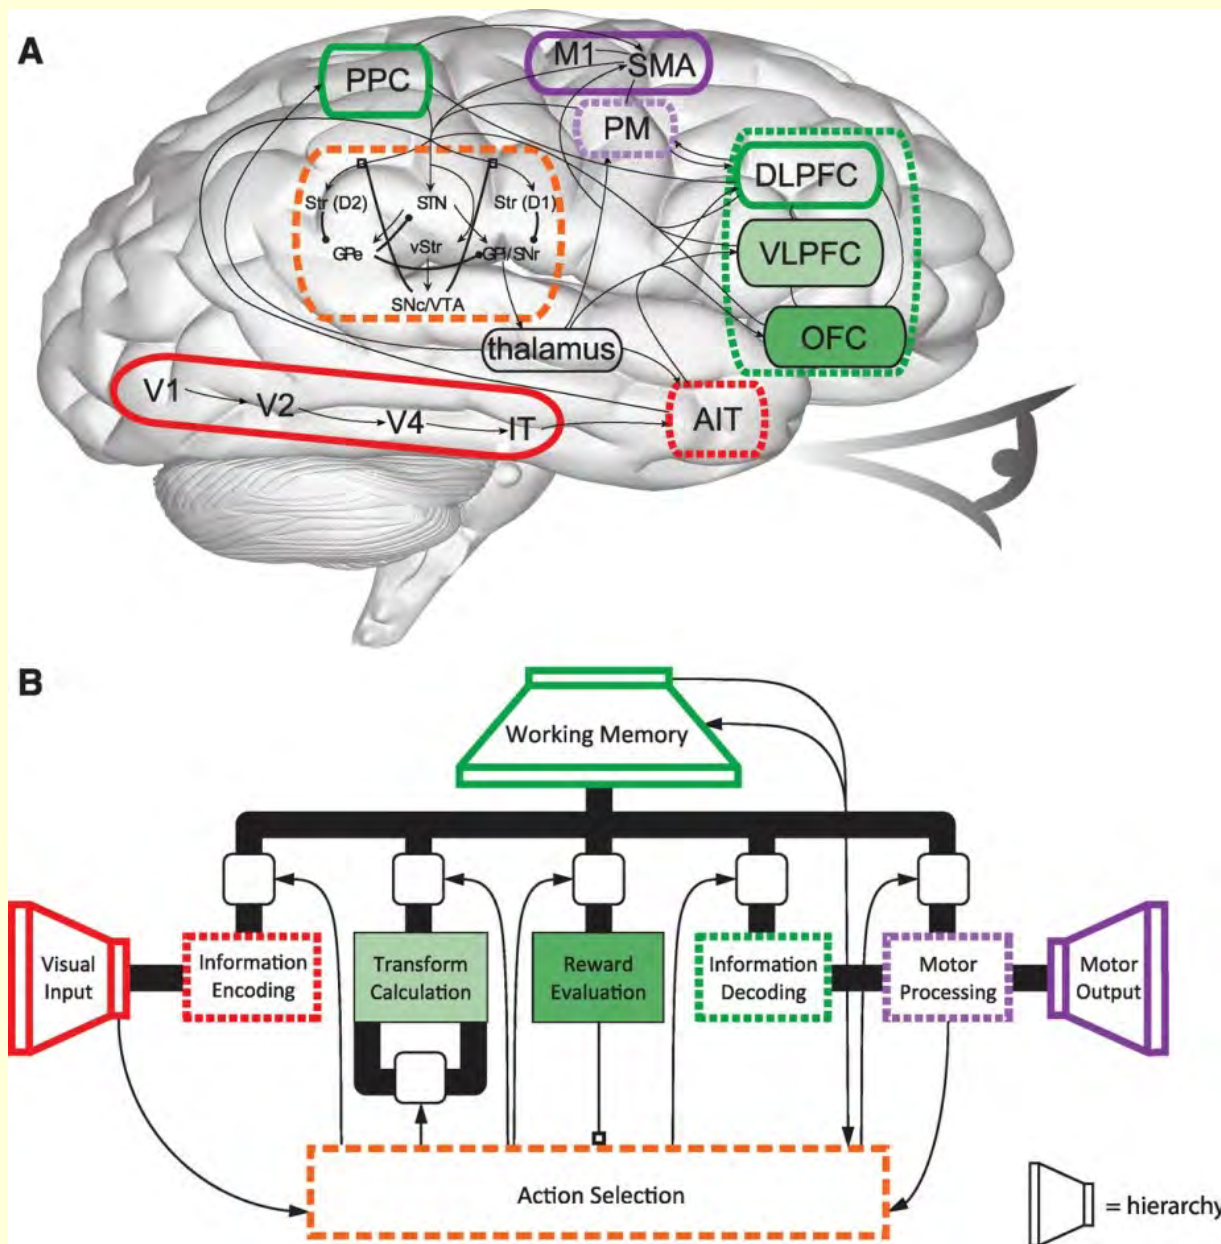 A
PPC
M1
SMA
PM
DLPFC
VLPFC
OFC
Str (D2)
STN
Str (D1)
GPe
vStr
GPi/SNr
SNc/VTA
thalamus
V1
V2
V4
IT
AIT
B
Working Memory
Visual
Input
Information
Encoding
Transform
Calculation
Reward
Evaluation
Information
Decoding
Motor
Processing
Motor
Output
Action Selection
= hierarchy